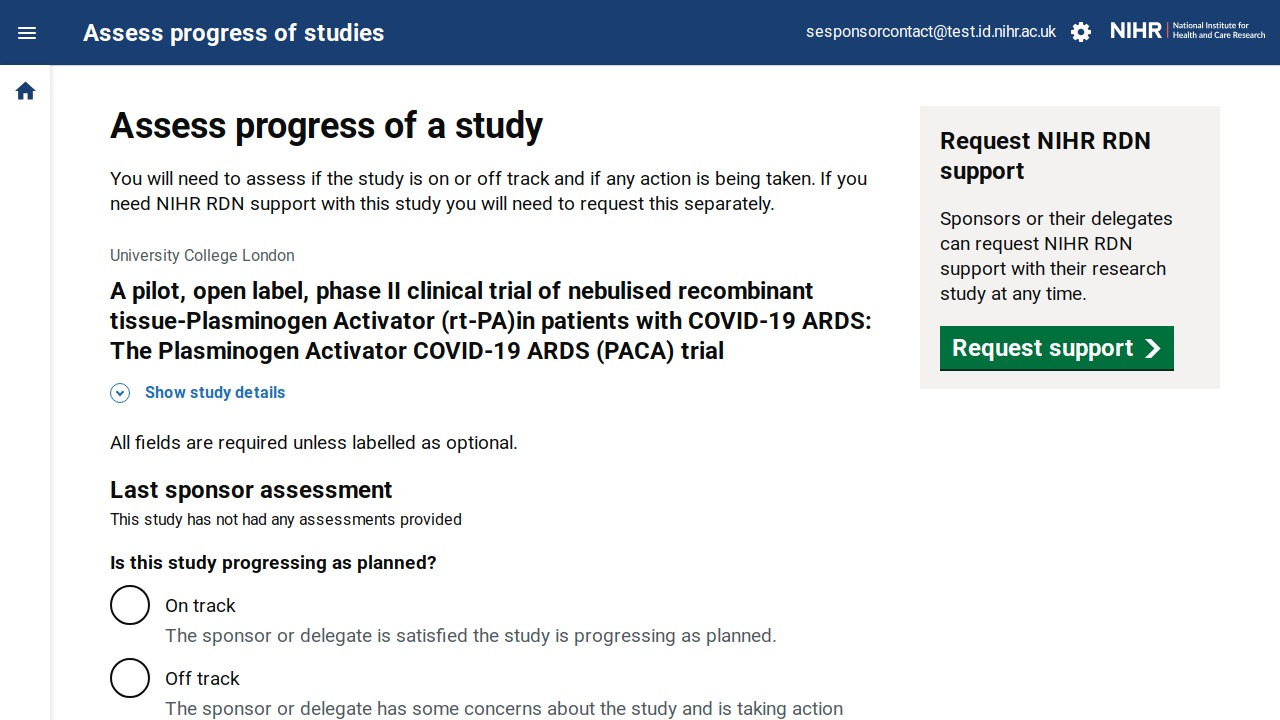 Assess progress of studies
sesponsorcontact@test.id.nihr.ac.uk
NIHR | National Institute for
Health and Care Research
Assess progress of a study
You will need to assess if the study is on or off track and if any action is being taken. If you
need NIHR RDN support with this study you will need to request this separately.
University College London
A pilot, open label, phase II clinical trial of nebulised recombinant
tissue-Plasminogen Activator (rt-PA)in patients with COVID-19 ARDS:
The Plasminogen Activator COVID-19 ARDS (PACA) trial
Show study details
All fields are required unless labelled as optional.
Last sponsor assessment
This study has not had any assessments provided
Is this study progressing as planned?
On track
The sponsor or delegate is satisfied the study is progressing as planned.
Off track
The sponsor or delegate has some concerns about the study and is taking action
Request NIHR RDN
support
Sponsors or their delegates
can request NIHR RDN
support with their research
study at any time.
Request support